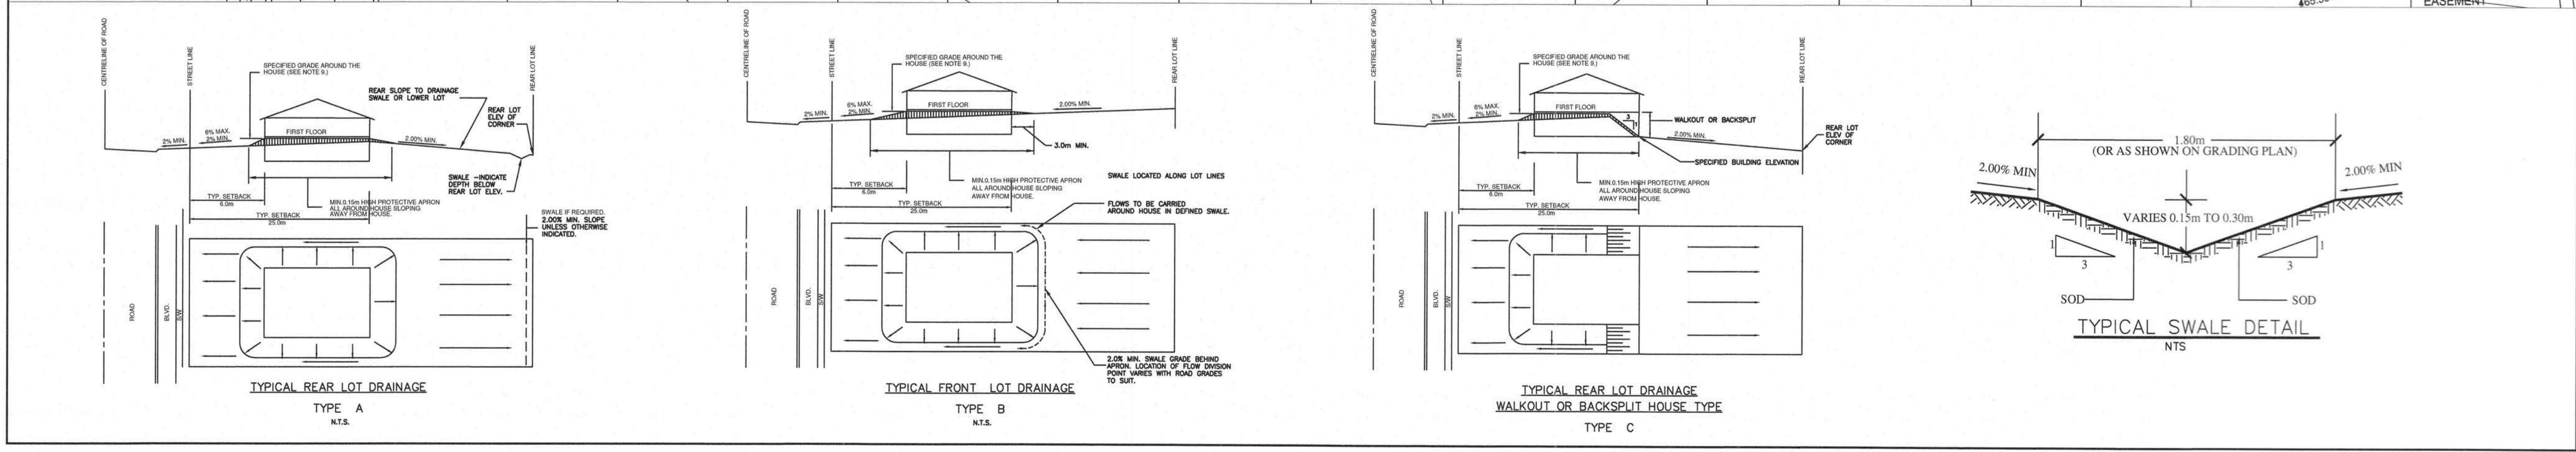 465.
EASEMENT
CENTRELINE OF ROAD
STREET LINE
REAR LOT LINE
SPECIFIED GRADE AROUND THE
HOUSE (SEE NOTE 9.)
REAR SLOPE TO DRAINAGE
SWALE OR LOWER LOT
REAR LOT
ELEV OF
CORNER
2% MIN.
6% MAX.
2% MIN.
FIRST FLOOR
2.00% MIN.
SWALE -INDICATE
DEPTH BELOW
REAR LOT ELEV.
TYP. SETBACK
6.0m
MIN.0.15m HIGH PROTECTIVE APRON
ALL AROUND HOUSE SLOPING
AWAY FROM HOUSE.
TYP. SETBACK
25.0m
SWALE IF REQUIRED.
2.00% MIN. SLOPE
UNLESS OTHERWISE
INDICATED.
ROAD
BLVD.
S/W
TYPICAL REAR LOT DRAINAGE
TYPE A
N.T.S.
CENTRELINE OF ROAD
STREET LINE
REAR LOT LINE
SPECIFIED GRADE AROUND THE
HOUSE (SEE NOTE 9.)
2% MIN.
6% MAX.
2% MIN.
FIRST FLOOR
2.00% MIN.
3.0m MIN.
TYP. SETBACK
6.0m
MIN.0.15m HIGH PROTECTIVE APRON
ALL AROUND HOUSE SLOPING
AWAY FROM HOUSE.
SWALE LOCATED ALONG LOT LINES
TYP. SETBACK
25.0m
FLOWS TO BE CARRIED
AROUND HOUSE IN DEFINED SWALE.
ROAD
BLVD.
S/W
2.0% MIN. SWALE GRADE BEHIND
APRON. LOCATION OF FLOW DIVISION
POINT VARIES WITH ROAD GRADES
TO SUIT.
TYPICAL FRONT LOT DRAINAGE
TYPE B
N.T.S.
CENTRELINE OF ROAD
STREET LINE
REAR LOT LINE
SPECIFIED GRADE AROUND THE
HOUSE (SEE NOTE 9.)
2% MIN.
6% MAX.
2% MIN.
FIRST FLOOR
3
1
WALKOUT OR BACKSPLIT
2.00% MIN.
REAR LOT
ELEV OF
CORNER
SPECIFIED BUILDING ELEVATION
TYP. SETBACK
6.0m
MIN.0.15m HIGH PROTECTIVE APRON
ALL AROUND HOUSE SLOPING
AWAY FROM HOUSE.
TYP. SETBACK
25.0m
ROAD
BLVD.
S/W
TYPICAL REAR LOT DRAINAGE
WALKOUT OR BACKSPLIT HOUSE TYPE
TYPE C
1.80m
(OR AS SHOWN ON GRADING PLAN)
2.00% MIN
2.00% MIN
VARIES 0.15m TO 0.30m
1
3
1
3
SOD
SOD
TYPICAL SWALE DETAIL
NTS